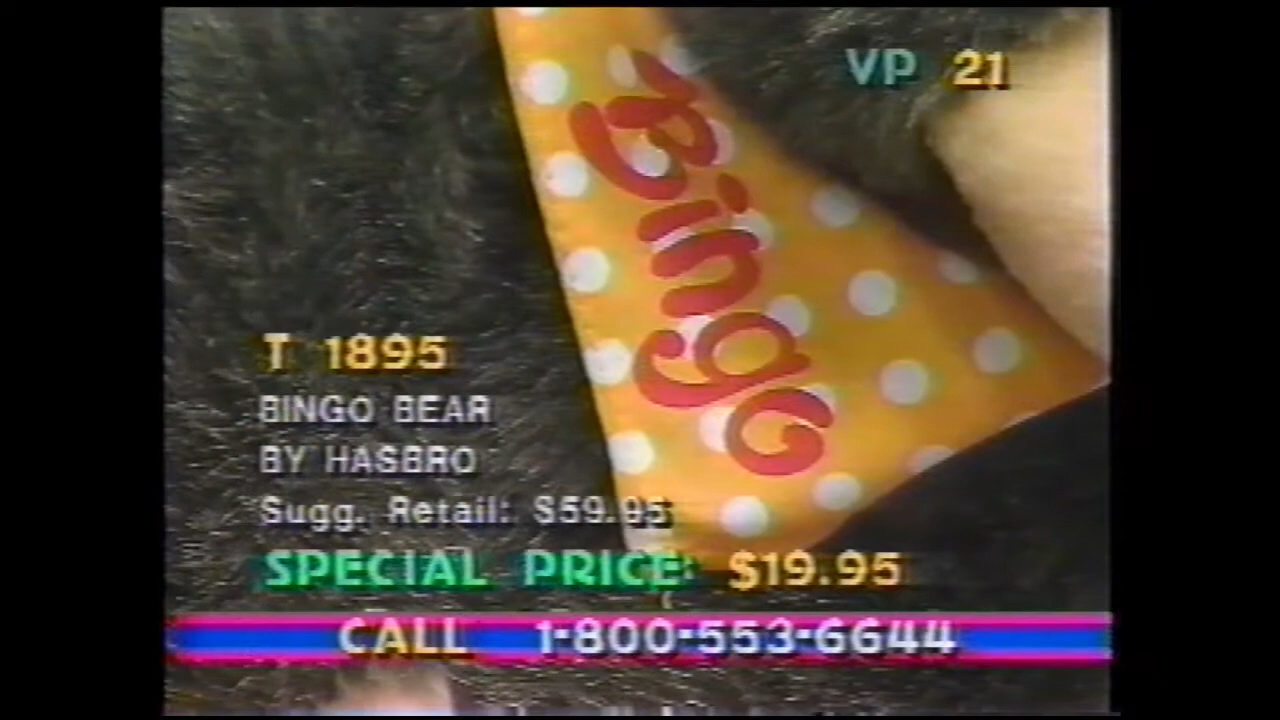 VP 21
Bingo
T 1895
BINGO BEAR
BY HASBRO
Sugg. Retail: $59.95
SPECIAL PRICE: $19.95
CALL 1-800-553-6644